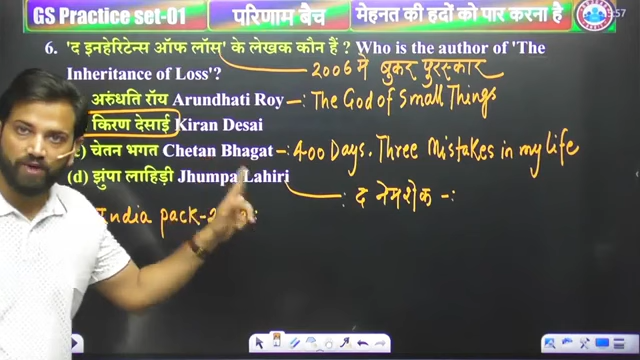 GS Practice set-01 परिणाम बैच मेहनत की हदों को पार करना है :57
6. 'द इनहेरिटेन्स ऑफ लॉस' के लेखक कौन हैं ? Who is the author of 'The
Inheritance of Loss'? 2006 में बुकर पुरस्कार
अरुंधति रॉय Arundhati Roy -: The God of Small Things
किरण देसाई Kiran Desai
चेतन भगत Chetan Bhagat -: 400 Days. Three Mistakes in my life
(d) झुंपा लाहिड़ी Jhumpa Lahiri : द नेमशेक -:
India pack-